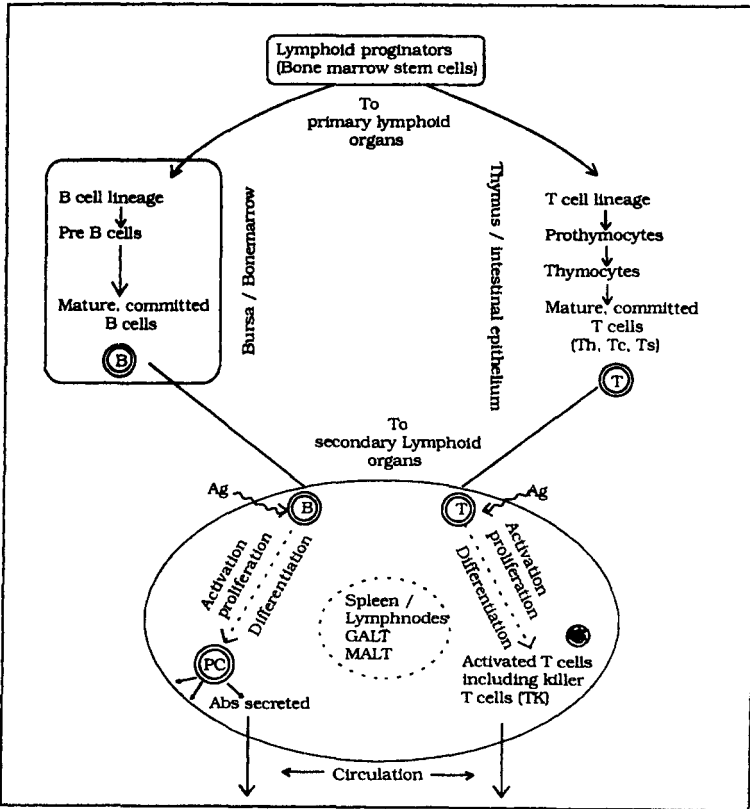 Lymphoid proginators
(Bone marrow stem cells)
To
primary lymphoid
organs
B cell lineage
Pre B cells
Mature, committed
B cells
B
Bursa / Bonemarrow
Thymus / intestinal epithelium
T cell lineage
Prothymocytes
Thymocytes
Mature, committed
T cells
(Th, Tc, Ts)
T
To
secondary Lymphoid
organs
Ag
B
T
Ag
Activation
proliferation
Differentiation
Spleen /
Lymphnodes
GALT
MALT
Activation
proliferation
Differentiation
PC
Abs secreted
Activated T cells
including killer
T cells (TK)
Circulation